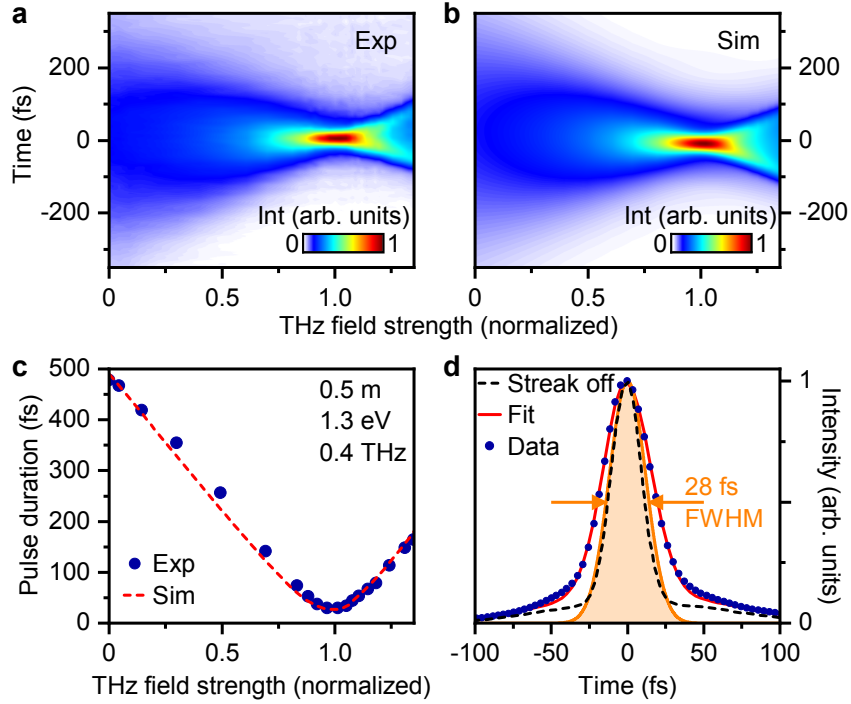 a
Exp
Time (fs)
200
0
-200
Int (arb. units)
0 1
0 0.5 1.0
b
Sim
200
0
-200
Int (arb. units)
0 1
0 0.5 1.0
THz field strength (normalized)
c
Pulse duration (fs)
500
400
300
200
100
0
0.5 m
1.3 eV
0.4 THz
Exp
Sim
0 0.5 1.0
THz field strength (normalized)
d
Streak off
Fit
Data
28 fs
FWHM
1
0
Intensity (arb. units)
-100 -50 0 50 100
Time (fs)